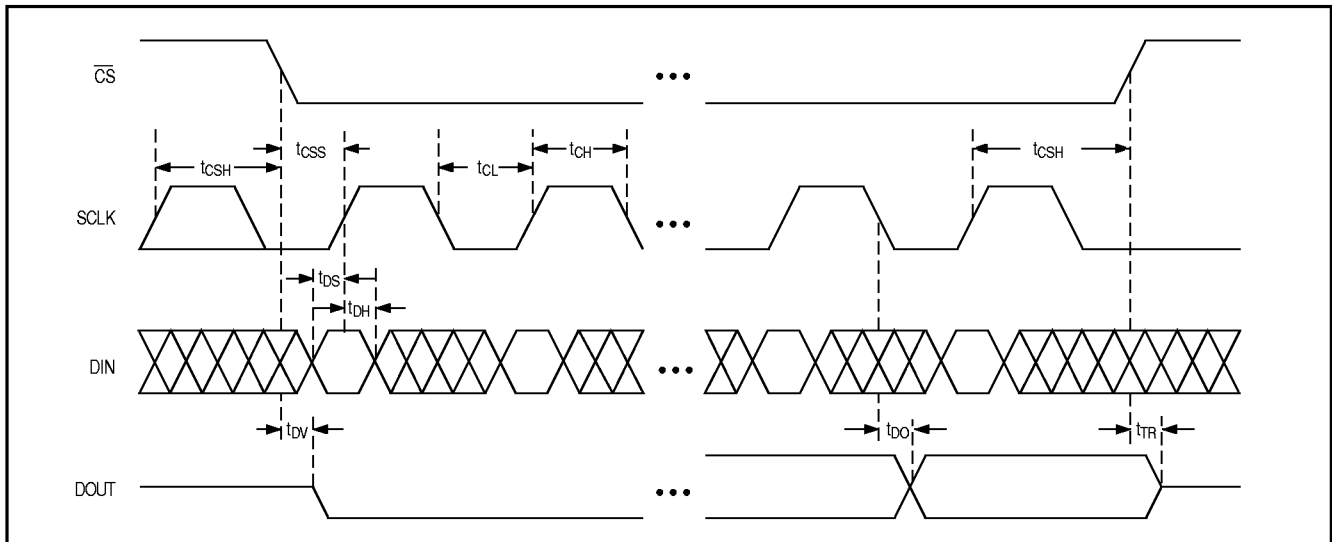 CS
•••
tCSS
tCSH
tCL
tCH
tCSH
SCLK
•••
tDS
tDH
DIN
•••
tDV
tDO
tTR
DOUT
•••